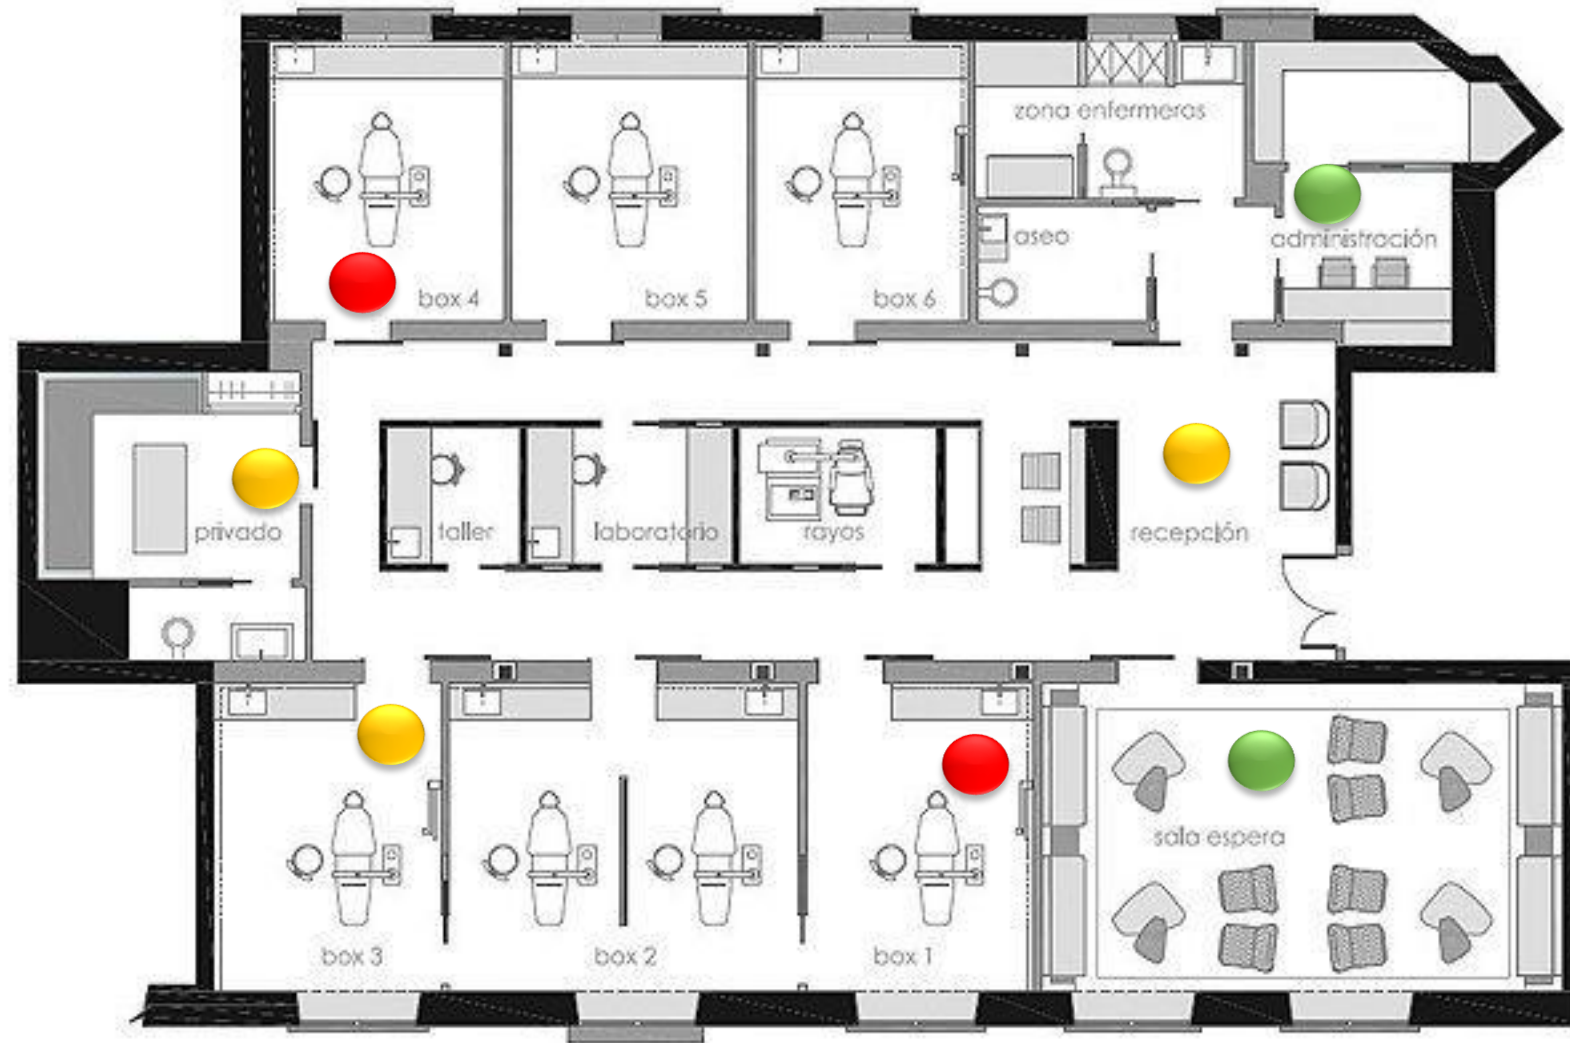 zona enfermeros
aseo
administración
box 4
box 5
box 6
privado
taller
laboratorio
rayos
recepción
sala espera
box 3
box 2
box 1